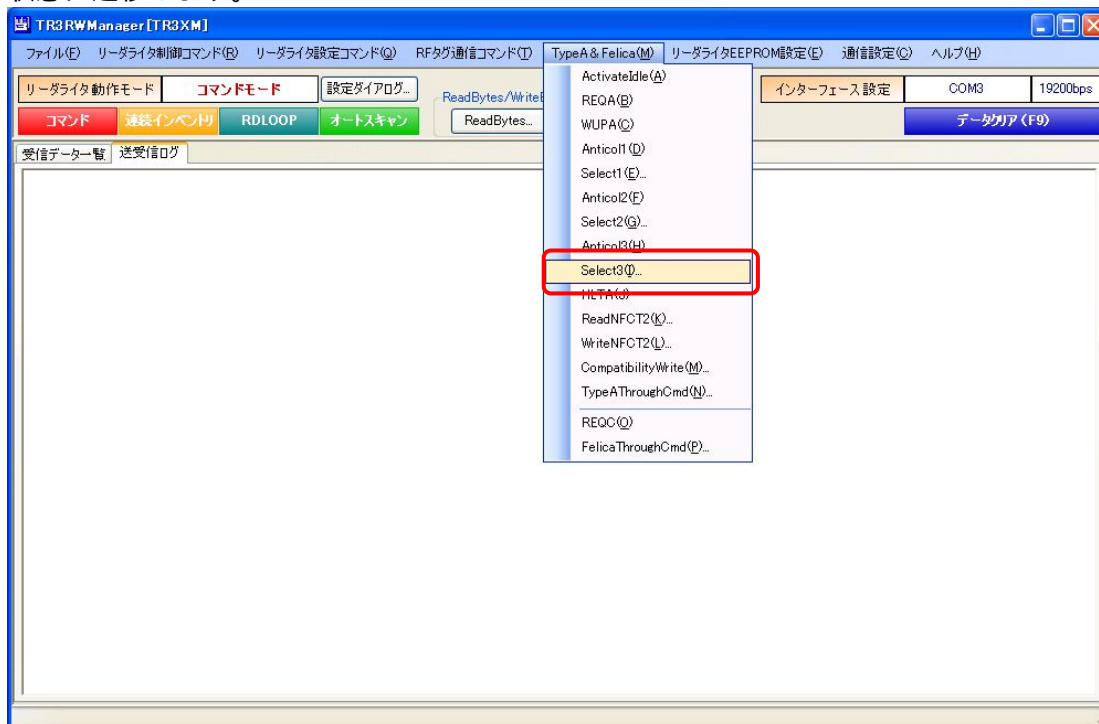 TR3RWManager[TR3XM]
ファイル(F) リーダライタ制御コマンド(R) リーダライタ設定コマンド(Q) RFタグ通信コマンド(T) TypeA & Felica(M) リーダライタEEPROM設定(E) 通信設定(C) ヘルプ(H)
リーダライタ動作モード コマンドモード 設定ダイアログ... ReadBytes/Write インターフェース設定 COM3 19200bps
コマンド 連続インベントリ RDLOOP オートスキャン ReadBytes... データクリア(F9)
受信データ一覧 送受信ログ
ActivateIdle(A)
REQA(B)
WUPA(C)
Anticol1(D)
Select1(E)...
Anticol2(F)
Select2(G)...
Anticol3(H)
Select3(I)...
HLTA(J)
ReadNFCT2(K)...
WriteNFCT2(L)...
CompatibilityWrite(M)...
TypeAThroughCmd(N)...
REQC(O)
FelicaThroughCmd(P)...